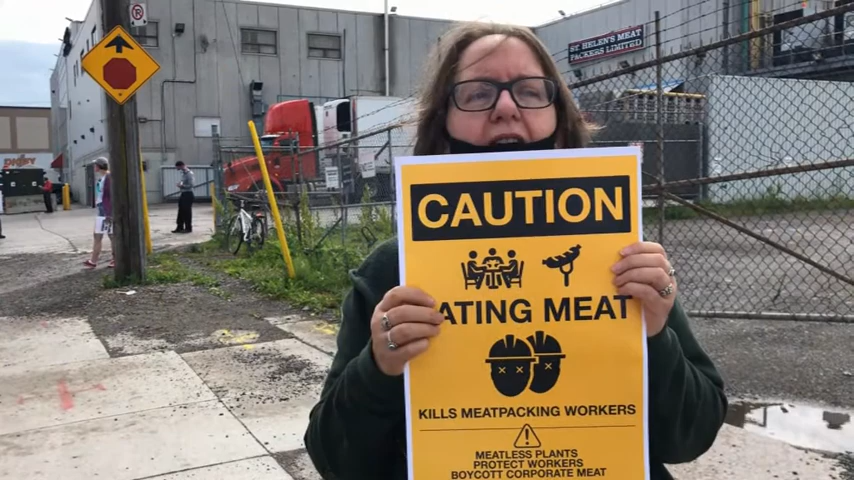 ST HELEN'S MEAT
PACKERS LIMITED
CAUTION
ATING MEAT
KILLS MEATPACKING WORKERS
MEATLESS PLANTS
PROTECT WORKERS
BOYCOTT CORPORATE MEAT